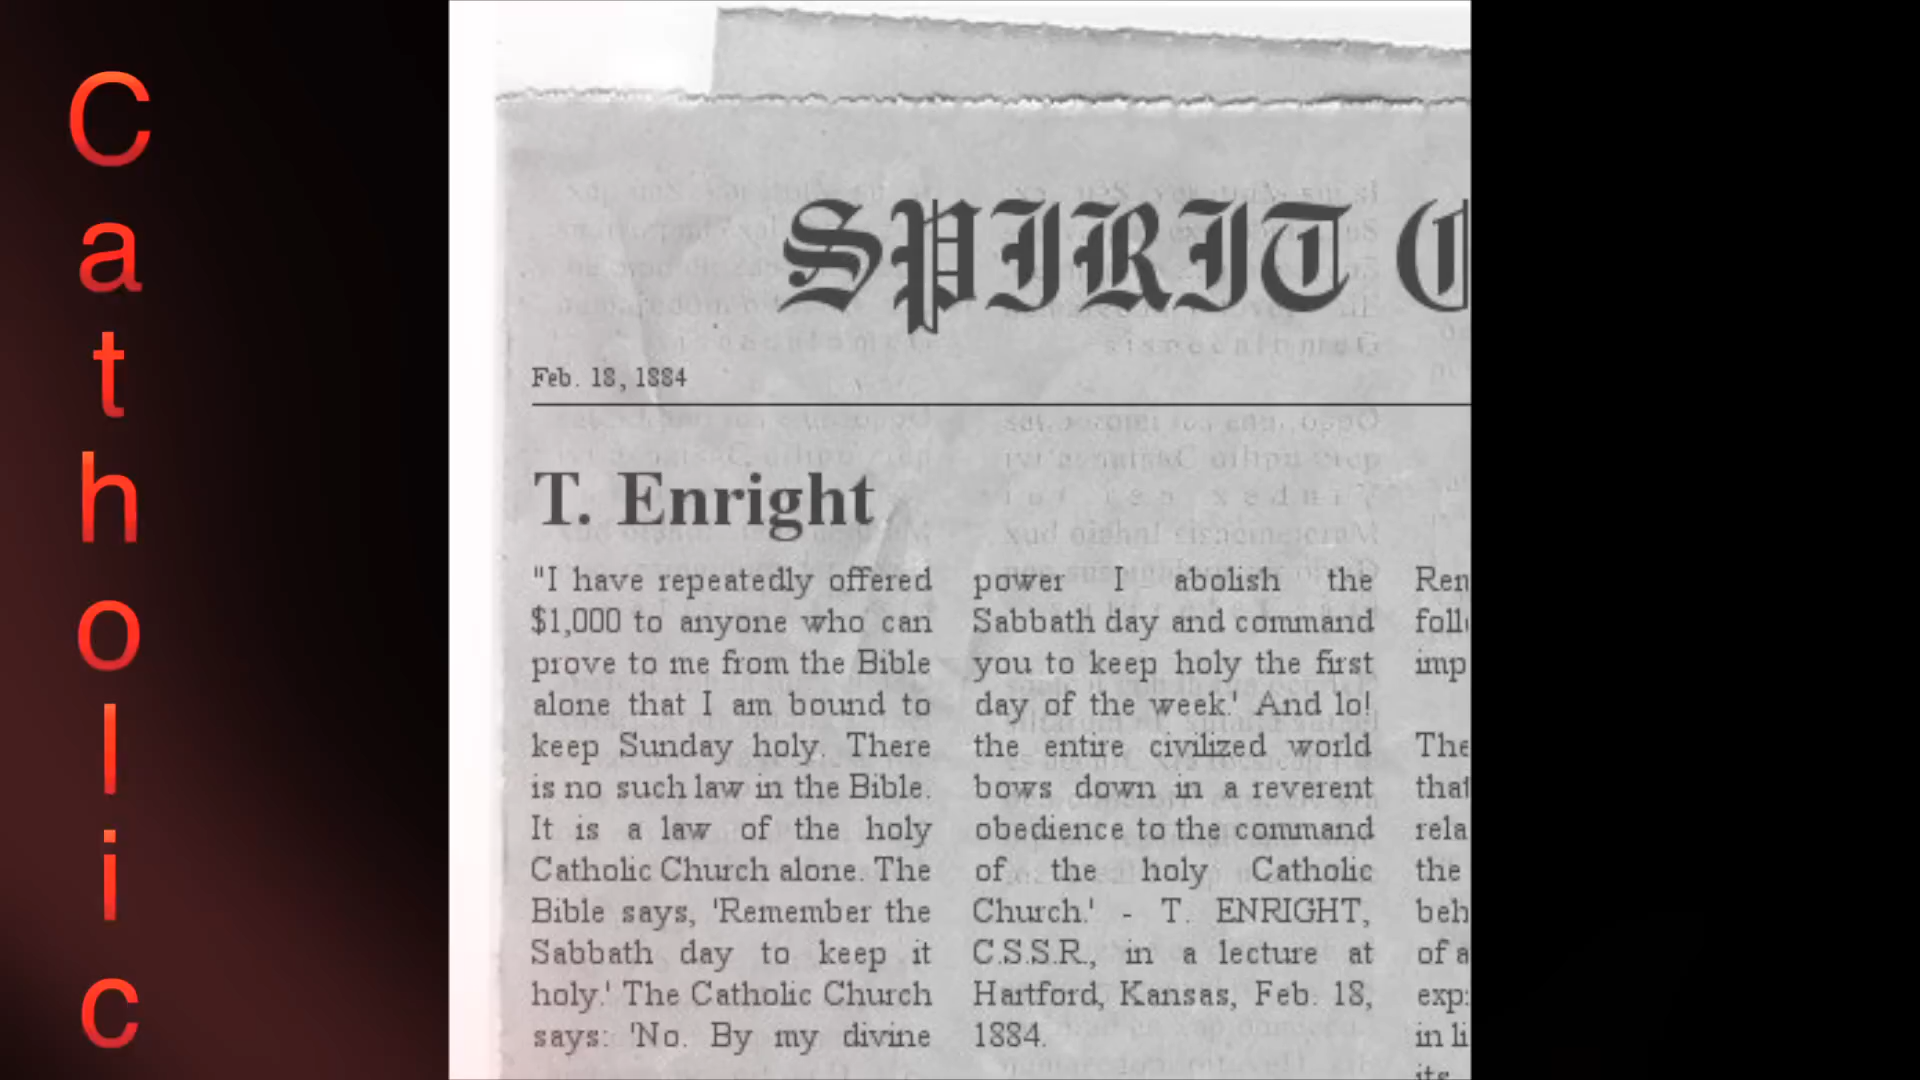 Catholic
SPIRIT
Feb. 18, 1884
T. Enright
"I have repeatedly offered
$1,000 to anyone who can
prove to me from the Bible
alone that I am bound to
keep Sunday holy. There
is no such law in the Bible.
It is a law of the holy
Catholic Church alone. The
Bible says, 'Remember the
Sabbath day to keep it
holy.' The Catholic Church
says: 'No. By my divine
power I abolish the
Sabbath day and command
you to keep holy the first
day of the week.' And lo!
the entire civilized world
bows down in a reverent
obedience to the command
of the holy Catholic
Church.' - T. ENRIGHT,
C.S.S.R., in a lecture at
Hartford, Kansas, Feb. 18,
1884.
The
that
the
of a